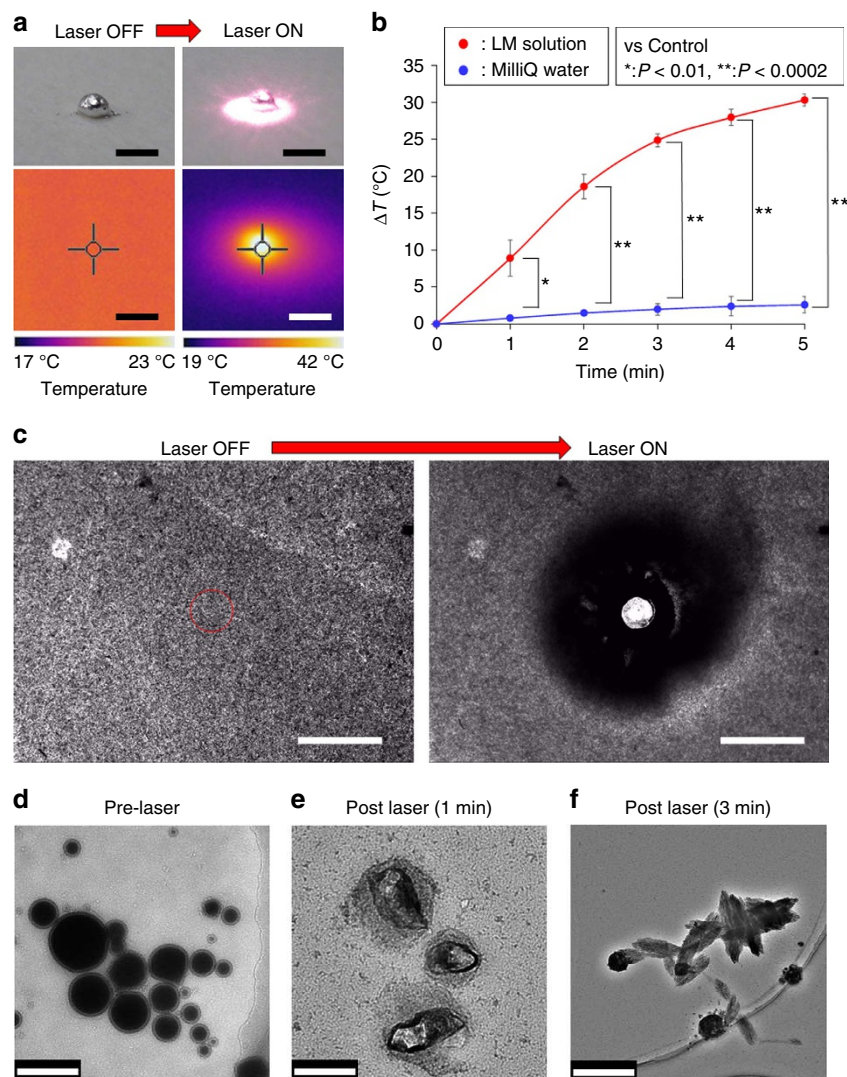 a
Laser OFF
Laser ON
17 °C
23 °C
19 °C
42 °C
Temperature
Temperature
b
: LM solution
: MilliQ water
vs Control
*:P < 0.01, **:P < 0.0002
35
30
25
20
15
10
5
0
ΔT (°C)
*
**
**
**
**
0
1
2
3
4
5
Time (min)
c
Laser OFF
Laser ON
d
Pre-laser
e
Post laser (1 min)
f
Post laser (3 min)